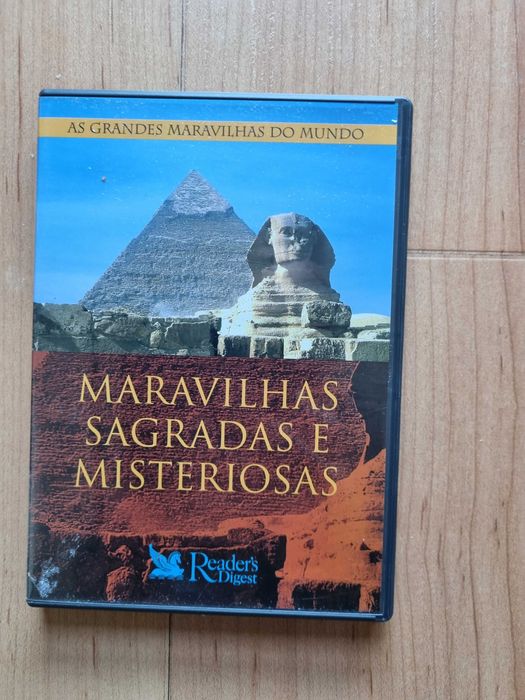 AS GRANDES MARAVILHAS DO MUNDO
MARAVILHAS
SAGRADAS E
MISTERIOSAS
Reader's
Digest